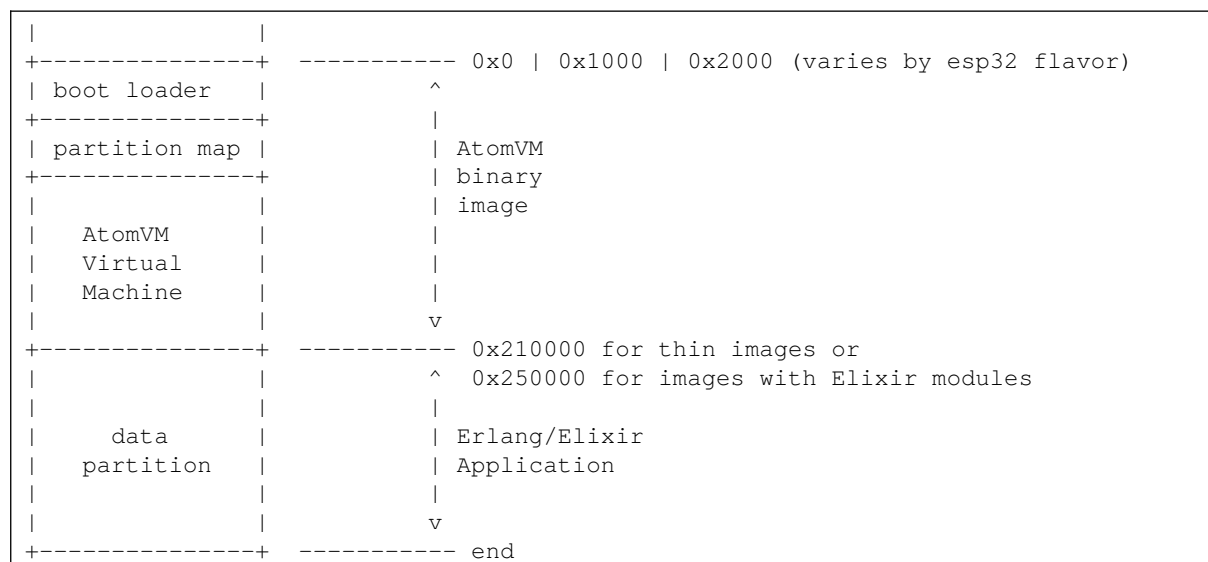 |               |
+---------------+  ----------- 0x0 | 0x1000 | 0x2000 (varies by esp32 flavor)
| boot loader   |           ^
+---------------+           |
| partition map |           | AtomVM
+---------------+           | binary
|               |           | image
|   AtomVM      |           |
|   Virtual     |           |
|   Machine     |           |
|               |           v
+---------------+  ----------- 0x210000 for thin images or
|               |           ^  0x250000 for images with Elixir modules
|               |           |
|     data      |           | Erlang/Elixir
|     partition |           | Application
|               |           |
|               |           v
+---------------+  ----------- end